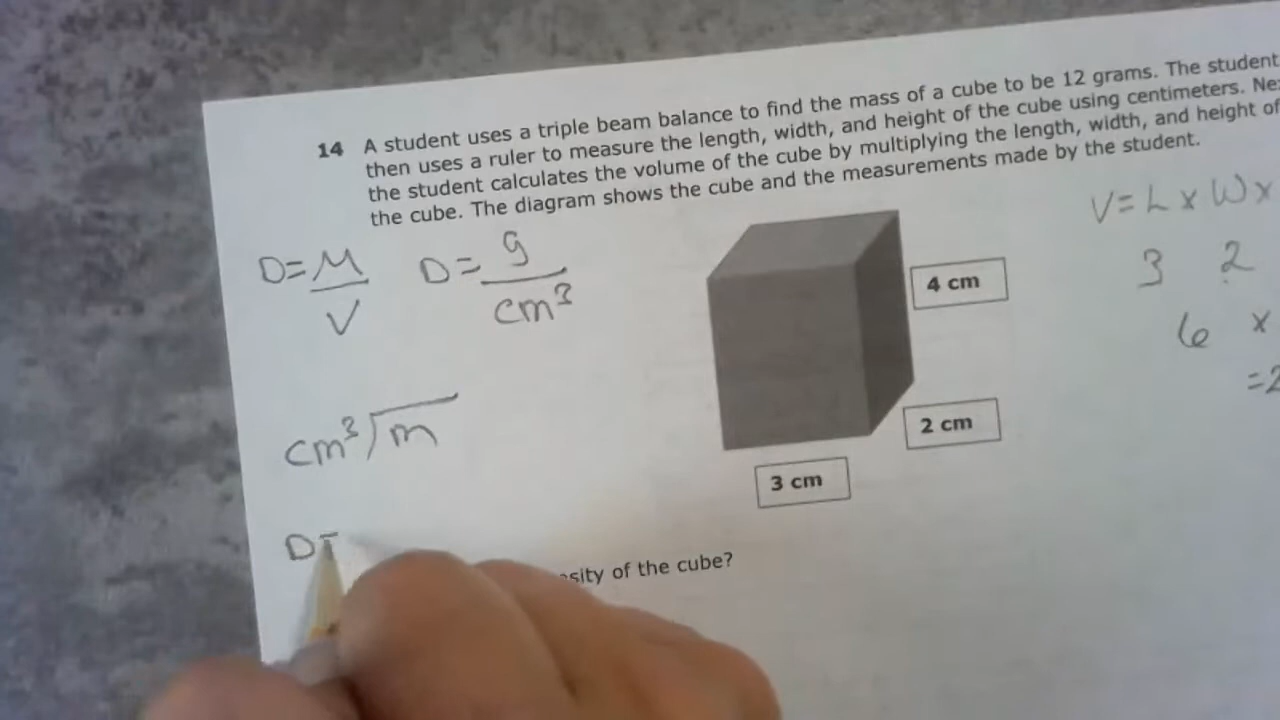 14 A student uses a triple beam balance to find the mass of a cube to be 12 grams. The student
then uses a ruler to measure the length, width, and height of the cube using centimeters.
the student calculates the volume of the cube by multiplying the length, width, and height of
the cube. The diagram shows the cube and the measurements made by the student.
V=L x W x
D=M/V D=g/cm³
3 2
4 cm
6 x
=2
cm³√m
2 cm
3 cm
D=
of the cube?